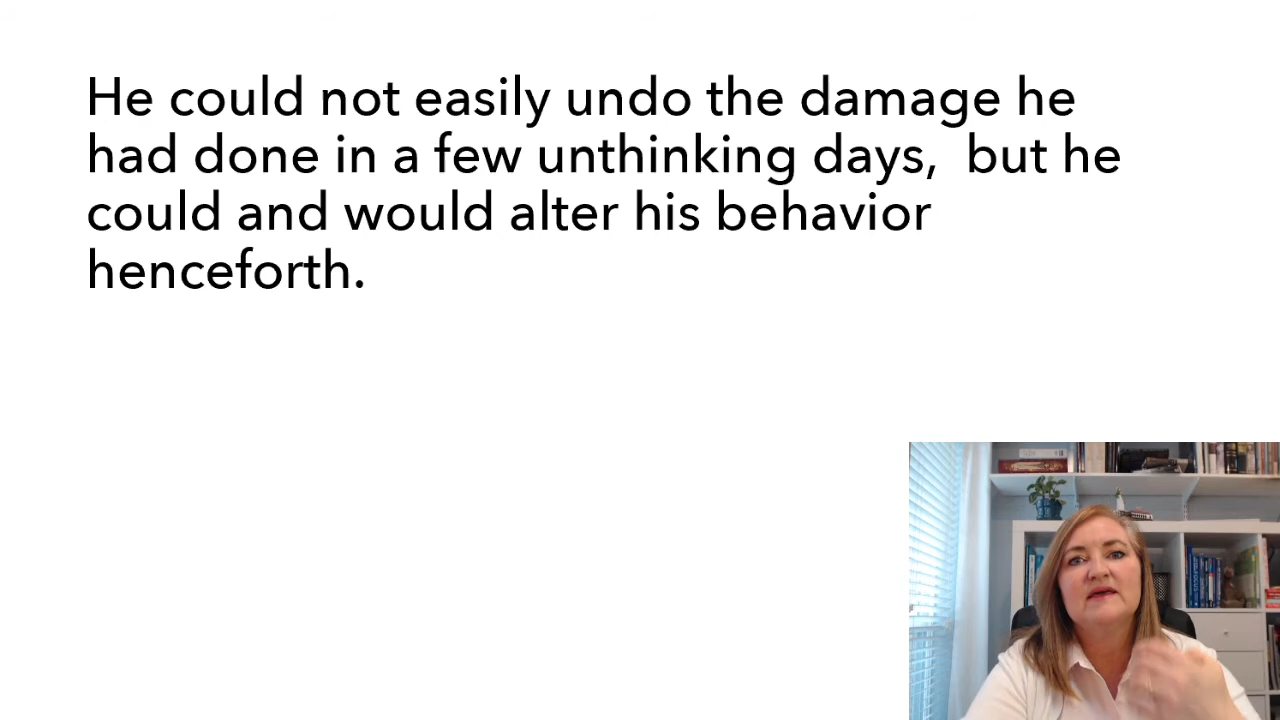 He could not easily undo the damage he
had done in a few unthinking days,  but he
could and would alter his behavior
henceforth.